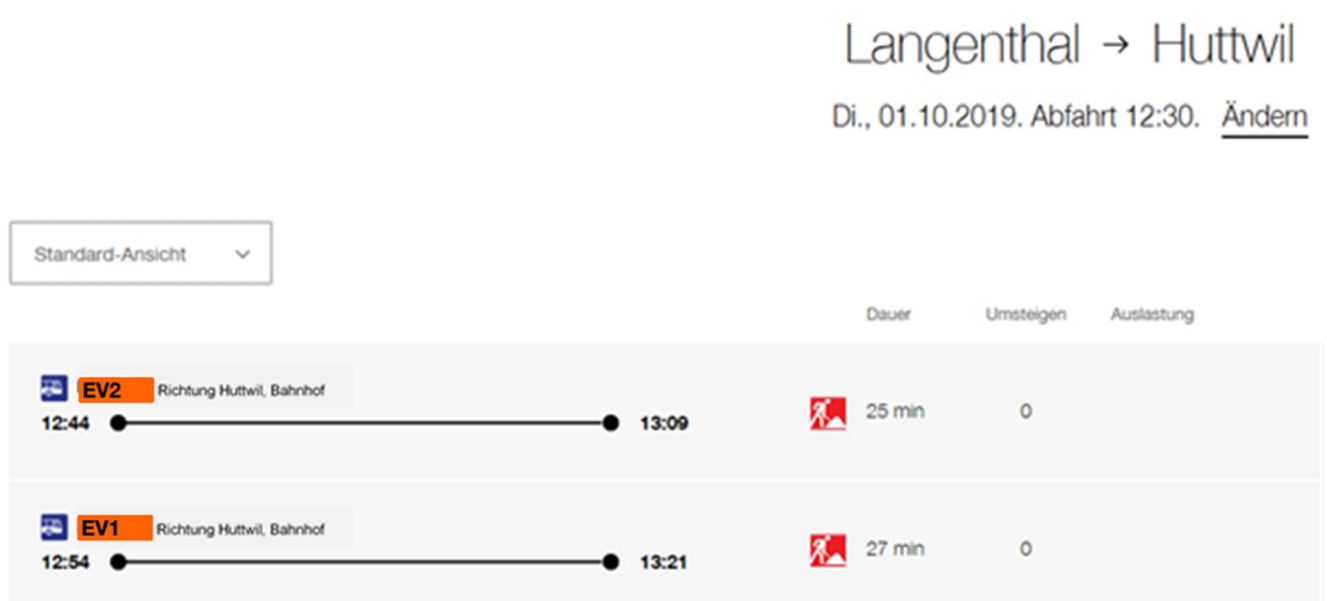 Langenthal → Huttwil
Di., 01.10.2019. Abfahrt 12:30. Ändern
Standard-Ansicht
Dauer Umsteigen Auslastung
EV2 Richtung Huttwil, Bahnhof
12:44 13:09 25 min 0
EV1 Richtung Huttwil, Bahnhof
12:54 13:21 27 min 0